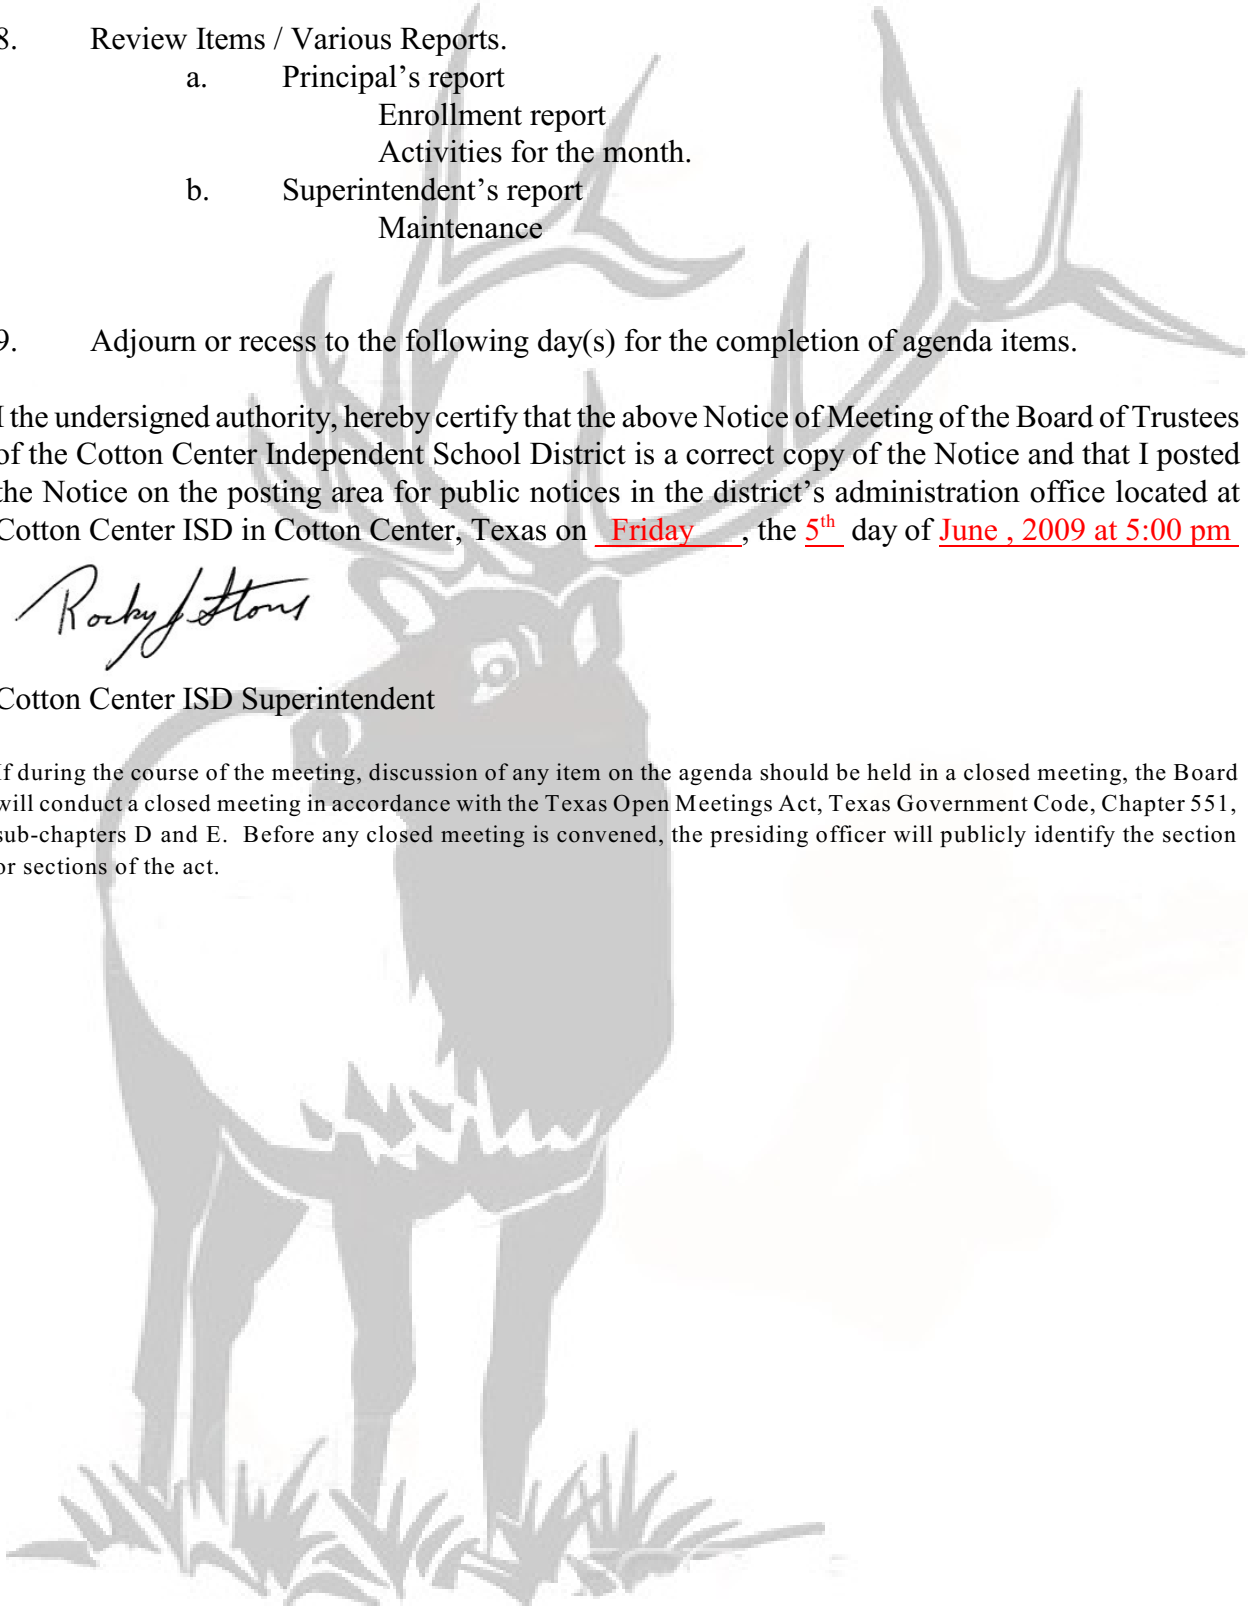 8. Review Items / Various Reports.
a. Principal’s report
Enrollment report
Activities for the month.
b. Superintendent’s report
Maintenance
9. Adjourn or recess to the following day(s) for the completion of agenda items.
I the undersigned authority, hereby certify that the above Notice of Meeting of the Board of Trustees
of the Cotton Center Independent School District is a correct copy of the Notice and that I posted
the Notice on the posting area for public notices in the district’s administration office located at
Cotton Center ISD in Cotton Center, Texas on Friday , the 5th day of June , 2009 at 5:00 pm
Rocky J Stone
Cotton Center ISD Superintendent
If during the course of the meeting, discussion of any item on the agenda should be held in a closed meeting, the Board
will conduct a closed meeting in accordance with the Texas Open Meetings Act, Texas Government Code, Chapter 551,
sub-chapters D and E. Before any closed meeting is convened, the presiding officer will publicly identify the section
or sections of the act.